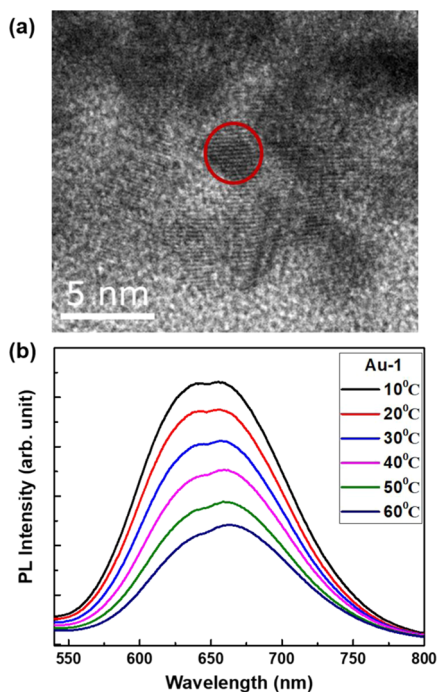 (a)
5 nm
(b)
PL Intensity (arb. unit)
Au-1
10⁰C
20⁰C
30⁰C
40⁰C
50⁰C
60⁰C
550 600 650 700 750 800
Wavelength (nm)